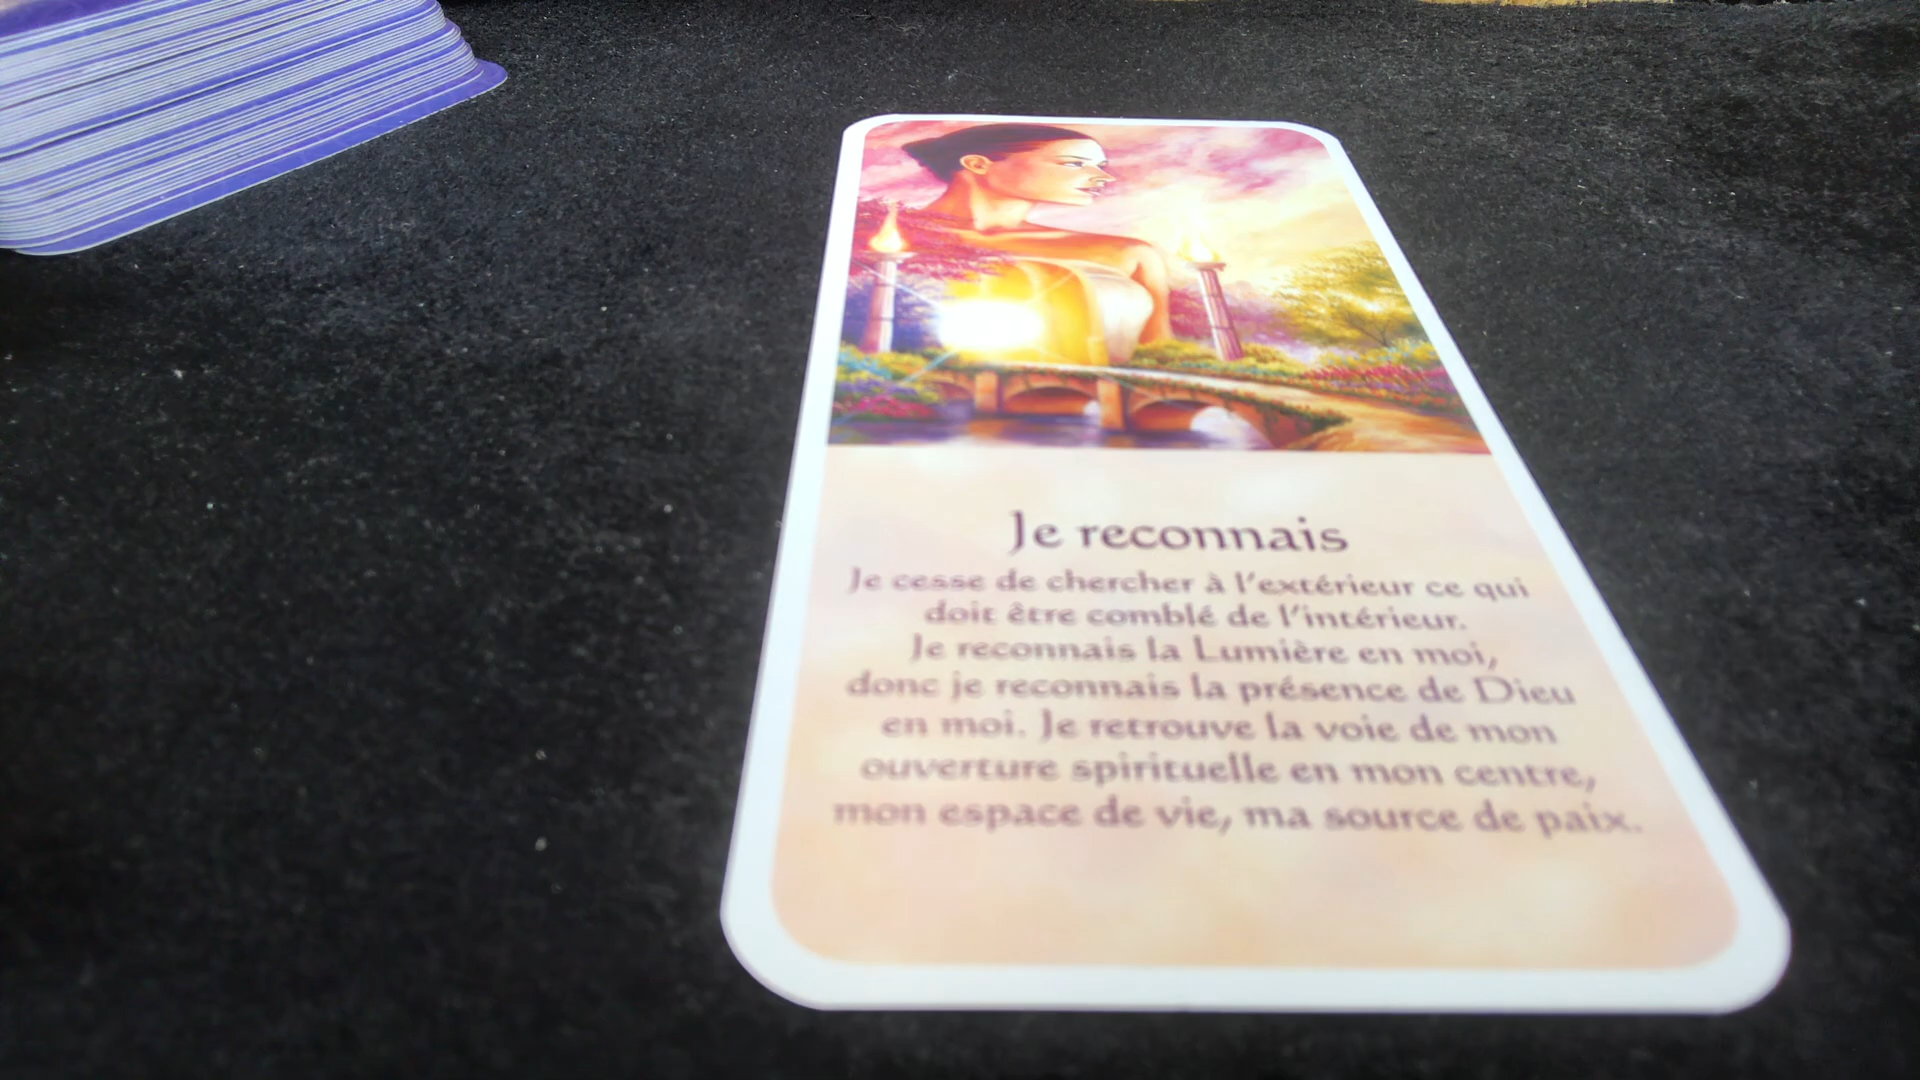 Je reconnais
Je cesse de chercher à l'extérieur ce qui
doit être comblé de l'intérieur.
Je reconnais la Lumière en moi,
donc je reconnais la présence de Dieu
en moi. Je retrouve la voie de mon
ouverture spirituelle en mon centre,
mon espace de vie, ma source de paix.